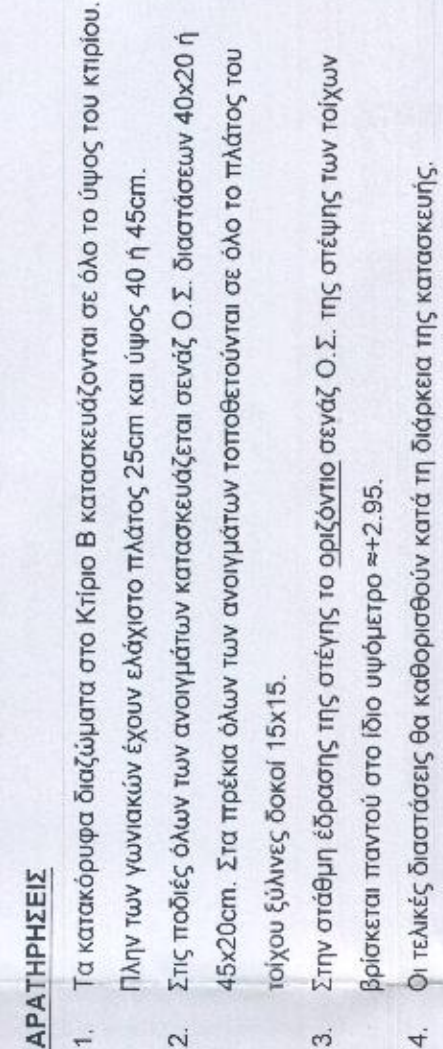 ΑΡΑΤΗΡΗΣΕΙΣ
1. Τα κατακόρυφα διαζώματα στο Κτίριο Β κατασκευάζονται σε όλο το ύψος του κτιρίου.
Πλην των γωνιακών έχουν ελάχιστο πλάτος 25cm και ύψος 40 ή 45cm.
2. Στις ποδιές όλων των ανοιγμάτων κατασκευάζεται σενάζ Ο.Σ. διαστάσεων 40x20 ή
45x20cm. Στα πρέκια όλων των ανοιγμάτων τοποθετούνται σε όλο το πλάτος του
τοίχου ξύλινες δοκοί 15x15.
3. Στην στάθμη έδρασης της στέγης το οριζόντιο σενάζ Ο.Σ. της στέψης των τοίχων
βρίσκεται παντού στο ίδιο υψόμετρο ≈+2.95.
4. Οι τελικές διαστάσεις θα καθορισθούν κατά τη διάρκεια της κατασκευής.